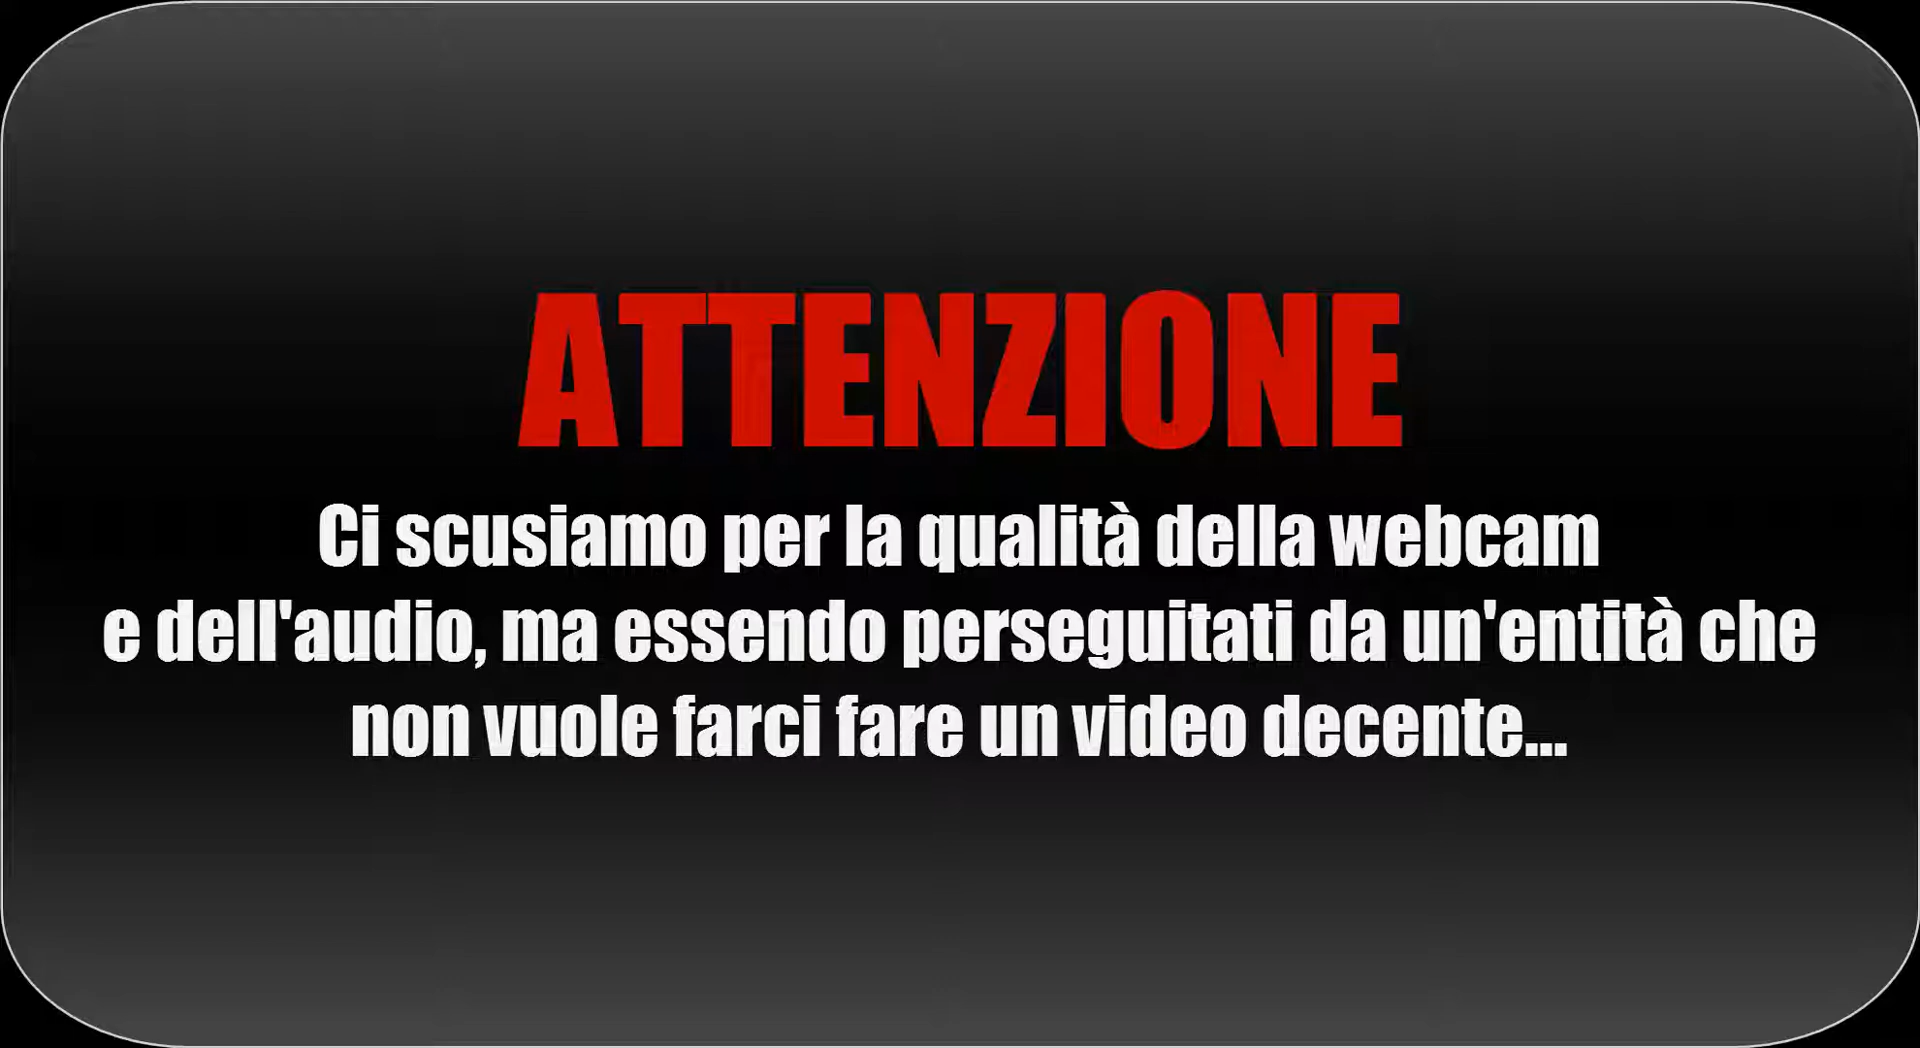 ATTENZIONE
Ci scusiamo per la qualità della webcam
e dell'audio, ma essendo perseguitati da un'entità che
non vuole farci fare un video decente...